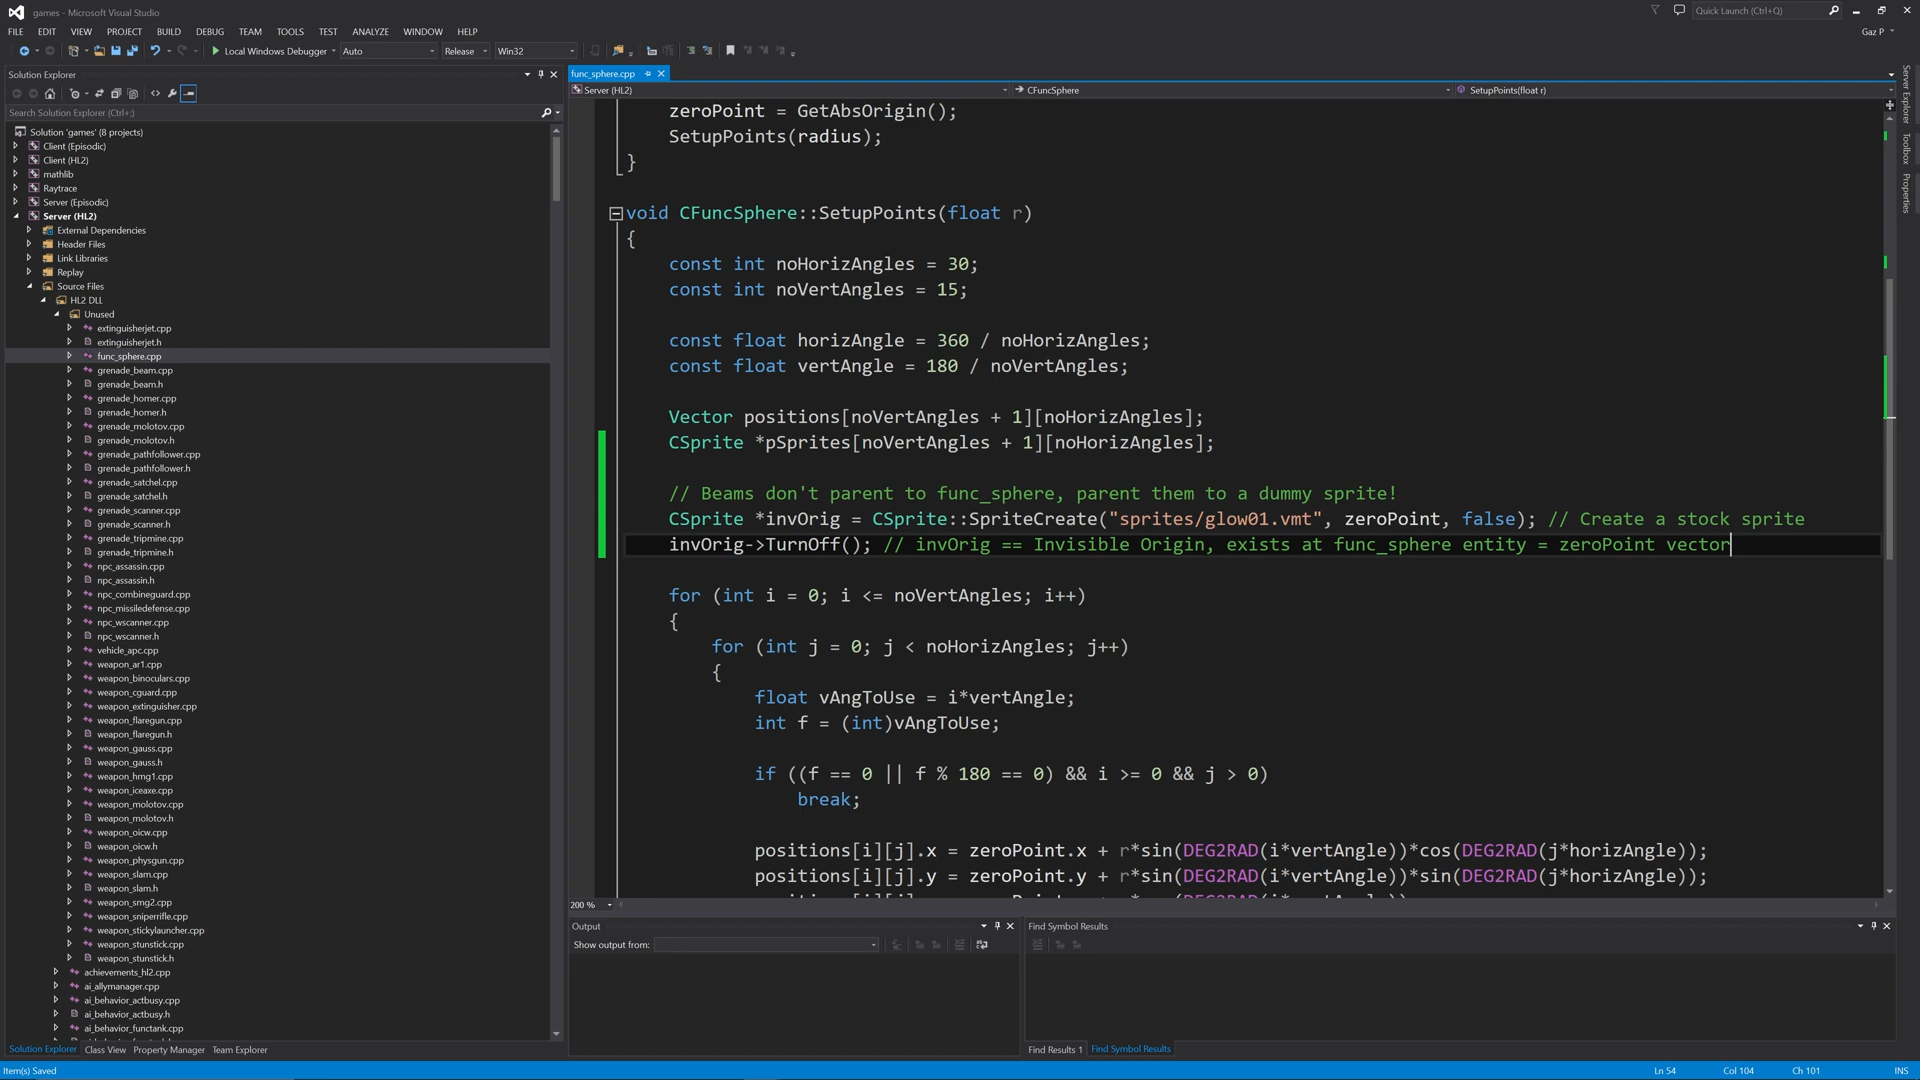 games - Microsoft Visual Studio
Quick Launch (Ctrl+Q)
FILE EDIT VIEW PROJECT BUILD DEBUG TEAM TOOLS TEST ANALYZE WINDOW HELP
Gaz P
Local Windows Debugger Auto Release Win32
Solution Explorer
Search Solution Explorer (Ctrl+;)
Solution 'games' (8 projects)
Client (Episodic)
Client (HL2)
mathlib
Raytrace
Server (Episodic)
Server (HL2)
External Dependencies
Header Files
Link Libraries
Replay
Source Files
HL2 DLL
Unused
extinguisherjet.cpp
extinguisherjet.h
func_sphere.cpp
grenade_beam.cpp
grenade_beam.h
grenade_homer.cpp
grenade_homer.h
grenade_molotov.cpp
grenade_molotov.h
grenade_pathfollower.cpp
grenade_pathfollower.h
grenade_satchel.cpp
grenade_satchel.h
grenade_scanner.cpp
grenade_scanner.h
grenade_tripmine.cpp
grenade_tripmine.h
npc_assassin.cpp
npc_assassin.h
npc_combineguard.cpp
npc_missiledefense.cpp
npc_wscanner.cpp
npc_wscanner.h
vehicle_apc.cpp
weapon_ar1.cpp
weapon_binoculars.cpp
weapon_cguard.cpp
weapon_extinguisher.cpp
weapon_flaregun.cpp
weapon_flaregun.h
weapon_gauss.cpp
weapon_gauss.h
weapon_hmg1.cpp
weapon_iceaxe.cpp
weapon_molotov.cpp
weapon_molotov.h
weapon_oicw.cpp
weapon_oicw.h
weapon_physgun.cpp
weapon_slam.cpp
weapon_slam.h
weapon_smg2.cpp
weapon_sniperrifle.cpp
weapon_stickylauncher.cpp
weapon_stunstick.cpp
weapon_stunstick.h
achievements_hl2.cpp
ai_allymanager.cpp
ai_behavior_actbusy.cpp
ai_behavior_actbusy.h
ai_behavior_functank.cpp
Solution Explorer Class View Property Manager Team Explorer
func_sphere.cpp
Server (HL2) CFuncSphere SetupPoints(float r)
zeroPoint = GetAbsOrigin();
SetupPoints(radius);
}
void CFuncSphere::SetupPoints(float r)
{
const int noHorizAngles = 30;
const int noVertAngles = 15;
const float horizAngle = 360 / noHorizAngles;
const float vertAngle = 180 / noVertAngles;
Vector positions[noVertAngles + 1][noHorizAngles];
CSprite *pSprites[noVertAngles + 1][noHorizAngles];
// Beams don't parent to func_sphere, parent them to a dummy sprite!
CSprite *invOrig = CSprite::SpriteCreate("sprites/glow01.vmt", zeroPoint, false); // Create a stock sprite
invOrig->TurnOff(); // invOrig == Invisible Origin, exists at func_sphere entity = zeroPoint vector
for (int i = 0; i <= noVertAngles; i++)
{
for (int j = 0; j < noHorizAngles; j++)
{
float vAngToUse = i*vertAngle;
int f = (int)vAngToUse;
if ((f == 0 || f % 180 == 0) && i >= 0 && j > 0)
break;
positions[i][j].x = zeroPoint.x + r*sin(DEG2RAD(i*vertAngle))*cos(DEG2RAD(j*horizAngle));
positions[i][j].y = zeroPoint.y + r*sin(DEG2RAD(i*vertAngle))*sin(DEG2RAD(j*horizAngle));
200 %
Output
Show output from:
Find Symbol Results
Find Results 1 Find Symbol Results
Server Explorer
Toolbox
Properties
Item(s) Saved
Ln 54 Col 104 Ch 101 INS